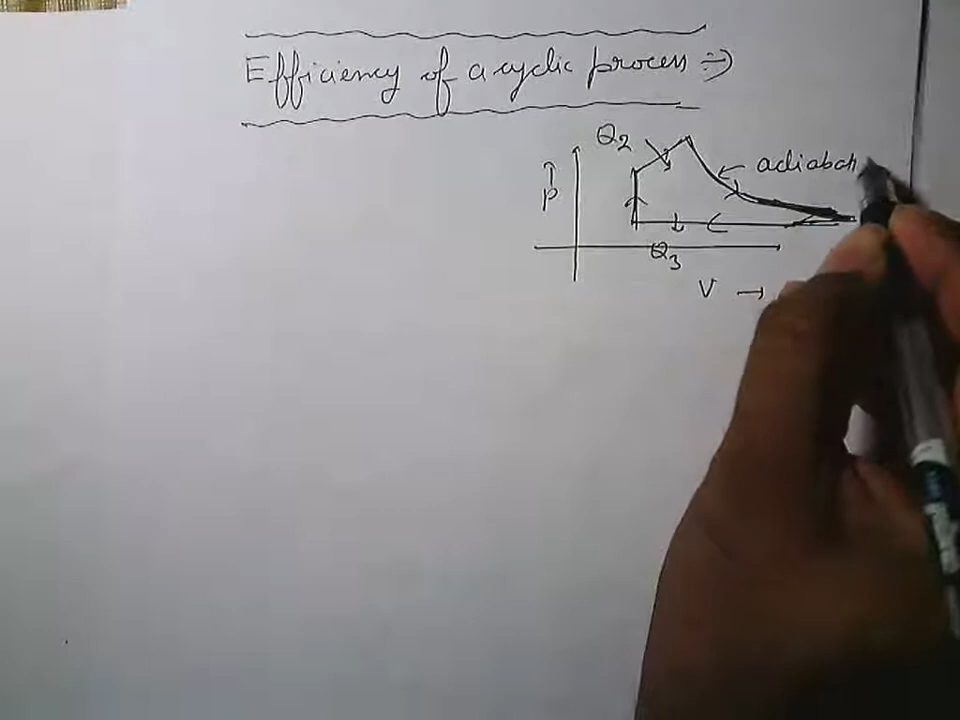 Efficiency of a cyclic process ⇒
Q2
adiabat
p
Q3
V →